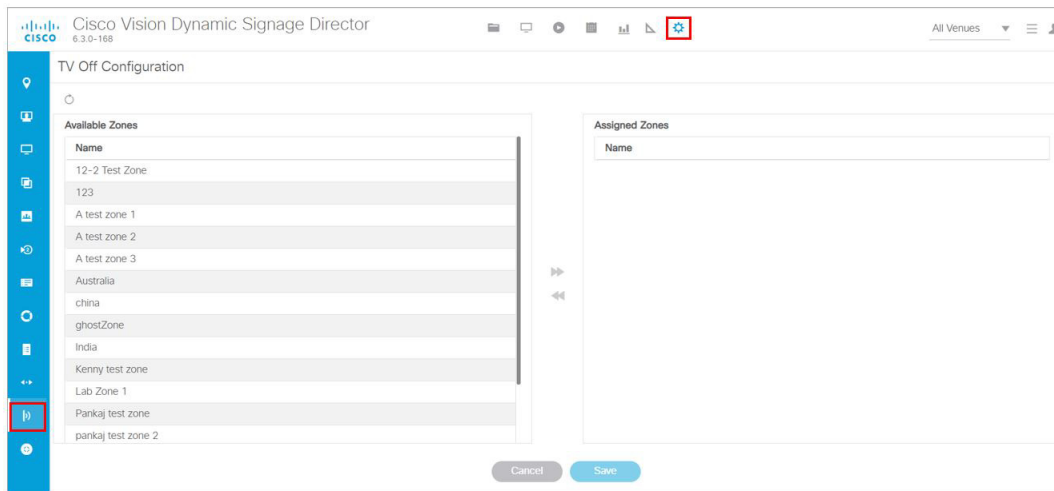 CISCO
Cisco Vision Dynamic Signage Director
6.3.0-168
All Venues
TV Off Configuration
Available Zones
Name
12-2 Test Zone
123
A test zone 1
A test zone 2
A test zone 3
Australia
china
ghostZone
India
Kenny test zone
Lab Zone 1
Pankaj test zone
pankaj test zone 2
Assigned Zones
Name
Cancel
Save